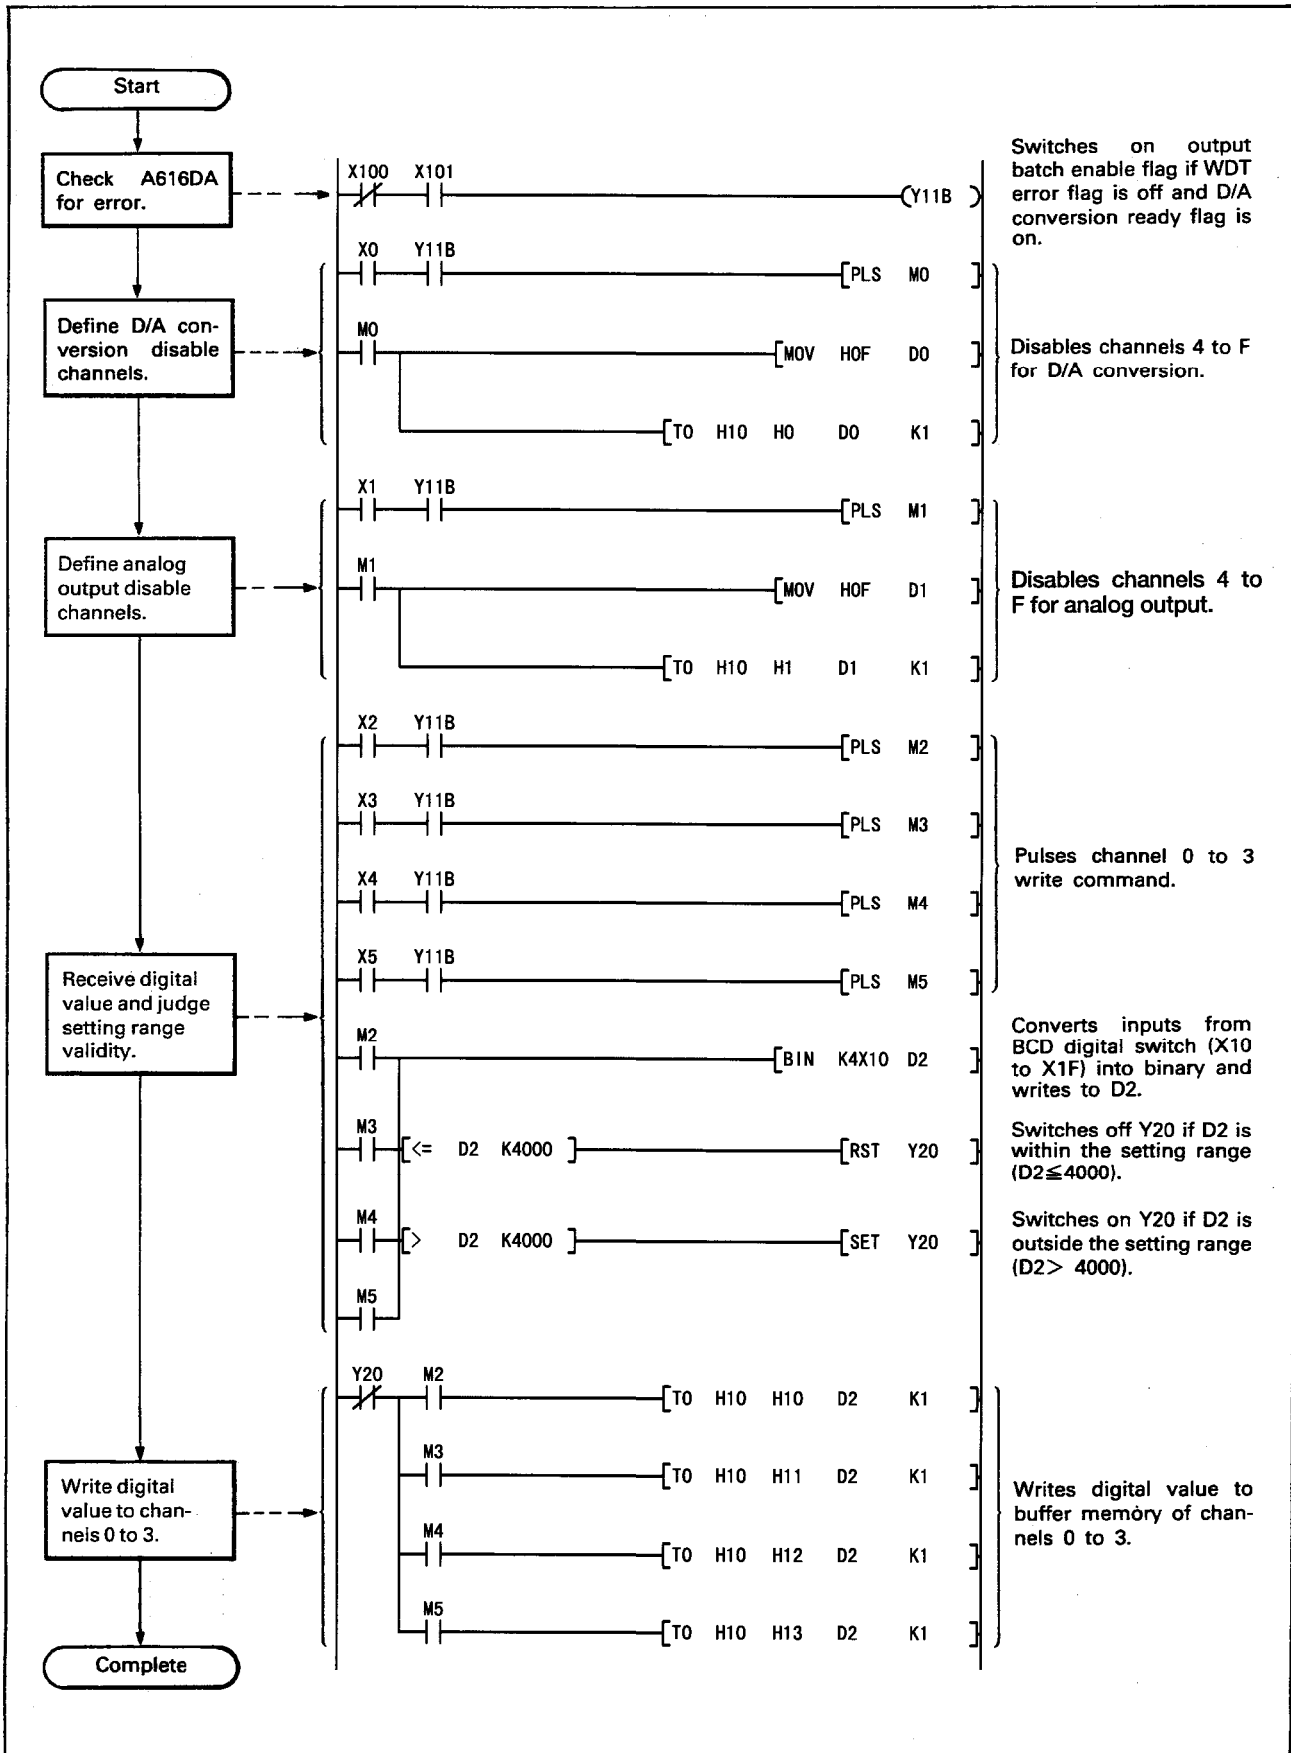 Start
Check A616DA
for error.
X100 X101
(Y11B )
Switches on output
batch enable flag if WDT
error flag is off and D/A
conversion ready flag is
on.
X0 Y11B
[PLS M0 ]
Define D/A con-
version disable
channels.
M0
[MOV H0F D0 ]
Disables channels 4 to F
for D/A conversion.
[TO H10 H0 D0 K1 ]
X1 Y11B
[PLS M1 ]
Define analog
output disable
channels.
M1
[MOV H0F D1 ]
Disables channels 4 to
F for analog output.
[TO H10 H1 D1 K1 ]
X2 Y11B
[PLS M2 ]
X3 Y11B
[PLS M3 ]
Pulses channel 0 to 3
write command.
X4 Y11B
[PLS M4 ]
X5 Y11B
[PLS M5 ]
Receive digital
value and judge
setting range
validity.
M2
[BIN K4X10 D2 ]
Converts inputs from
BCD digital switch (X10
to X1F) into binary and
writes to D2.
M3
[<= D2 K4000 ]
[RST Y20 ]
Switches off Y20 if D2 is
within the setting range
(D2≦4000).
M4
[> D2 K4000 ]
[SET Y20 ]
Switches on Y20 if D2 is
outside the setting range
(D2> 4000).
M5
Y20 M2
[TO H10 H10 D2 K1 ]
M3
[TO H10 H11 D2 K1 ]
Write digital
value to chan-
nels 0 to 3.
Writes digital value to
buffer memory of chan-
nels 0 to 3.
M4
[TO H10 H12 D2 K1 ]
M5
[TO H10 H13 D2 K1 ]
Complete